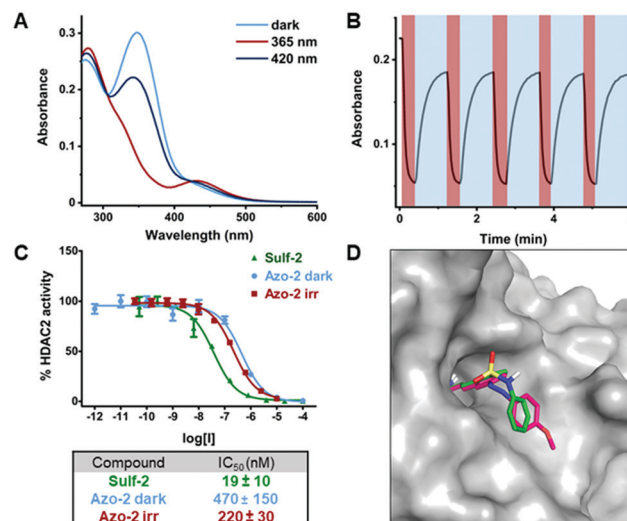 A
dark
365 nm
420 nm
0.3
0.2
0.1
0
Absorbance
300
400
500
600
Wavelength (nm)
B
0.2
0.1
Absorbance
0
2
4
Time (min)
C
Sulf-2
Azo-2 dark
Azo-2 irr
150
100
50
0
% HDAC2 activity
-12 -11 -10 -9 -8 -7 -6 -5 -4
log[I]
Compound IC50 (nM)
Sulf-2 19 ± 10
Azo-2 dark 470 ± 150
Azo-2 irr 220 ± 30
D